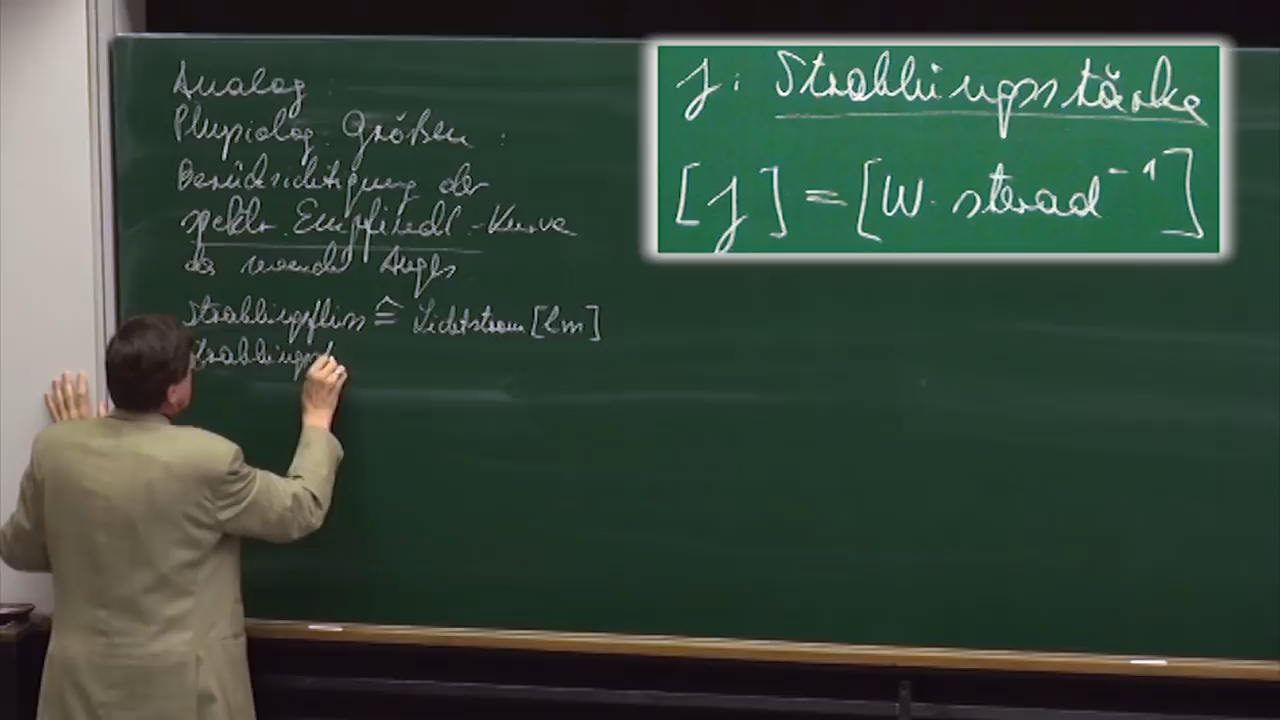 Analog:
Physiolog. Größen:
Berücksichtigung der
spektr. Empfindl.-Kurve
des menschl. Auges
Strahlungsfluss ≙ Lichtstrom [lm]
Strahlungs
J: Strahlungsstärke
[J] = [W · sterad⁻¹]